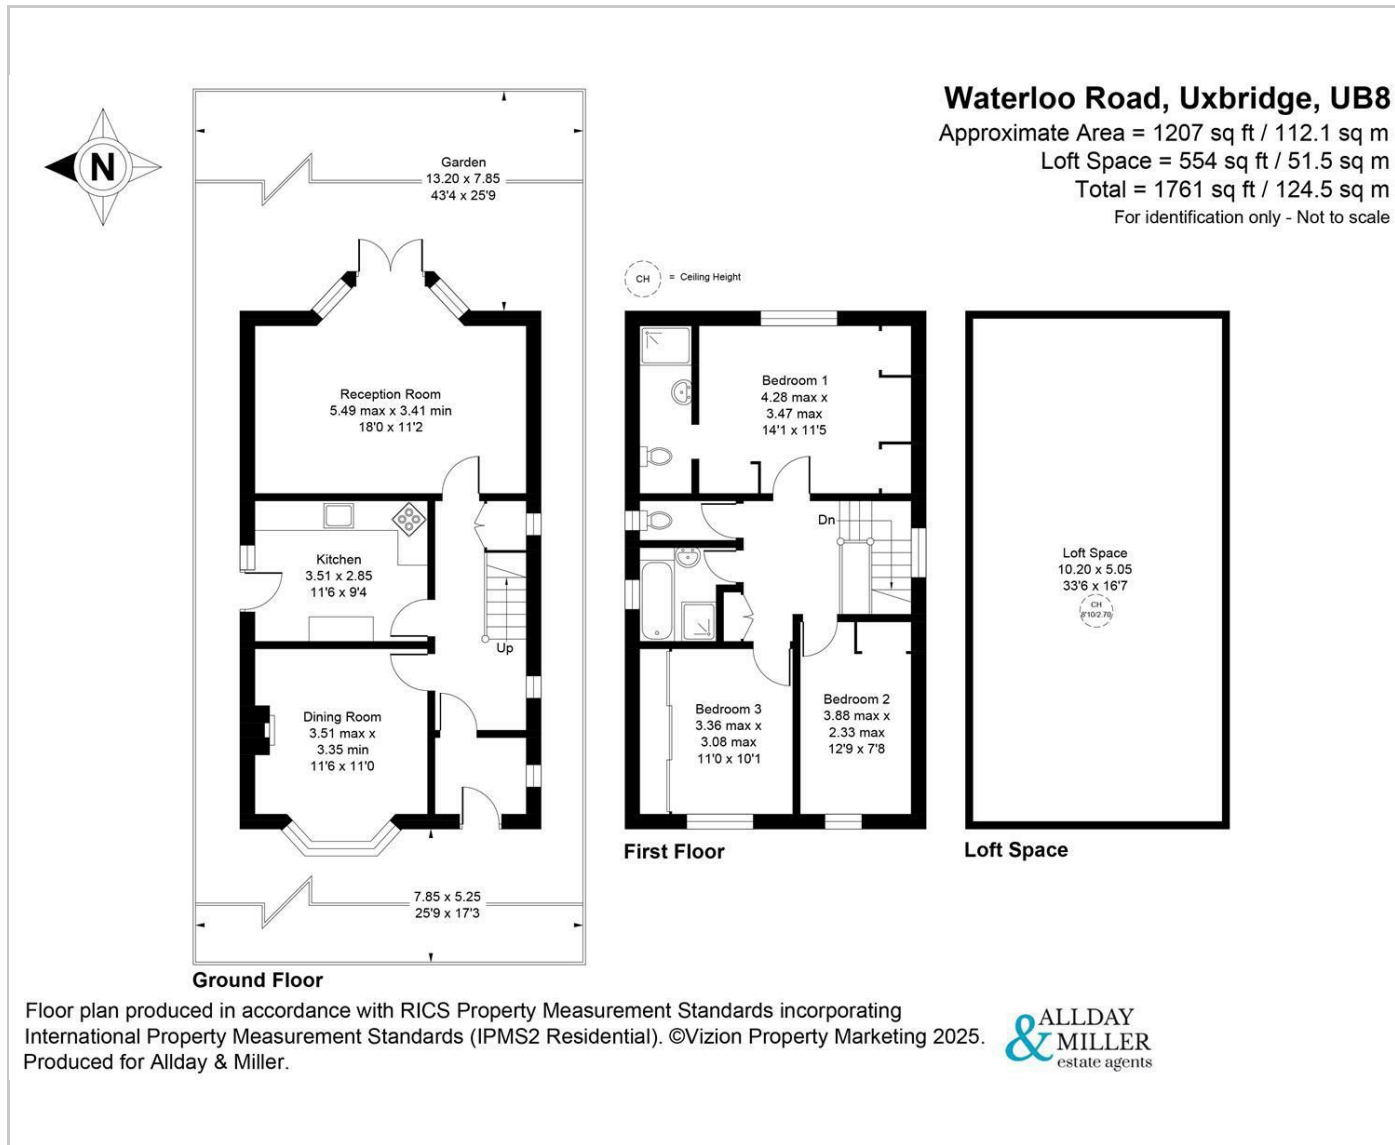 Waterloo Road, Uxbridge, UB8
Approximate Area = 1207 sq ft / 112.1 sq m
Loft Space = 554 sq ft / 51.5 sq m
Total = 1761 sq ft / 124.5 sq m
For identification only - Not to scale
N
Garden
13.20 x 7.85
43'4 x 25'9
CH = Ceiling Height
Reception Room
5.49 max x 3.41 min
18'0 x 11'2
Kitchen
3.51 x 2.85
11'6 x 9'4
Up
Dining Room
3.51 max x
3.35 min
11'6 x 11'0
7.85 x 5.25
25'9 x 17'3
Ground Floor
Bedroom 1
4.28 max x
3.47 max
14'1 x 11'5
Dn
Bedroom 3
3.36 max x
3.08 max
11'0 x 10'1
Bedroom 2
3.88 max x
2.33 max
12'9 x 7'8
First Floor
Loft Space
10.20 x 5.05
33'6 x 16'7
CH
8'10/2.70
Loft Space
Floor plan produced in accordance with RICS Property Measurement Standards incorporating
International Property Measurement Standards (IPMS2 Residential). ©Vizion Property Marketing 2025.
Produced for Allday & Miller.
ALLDAY
& MILLER
estate agents